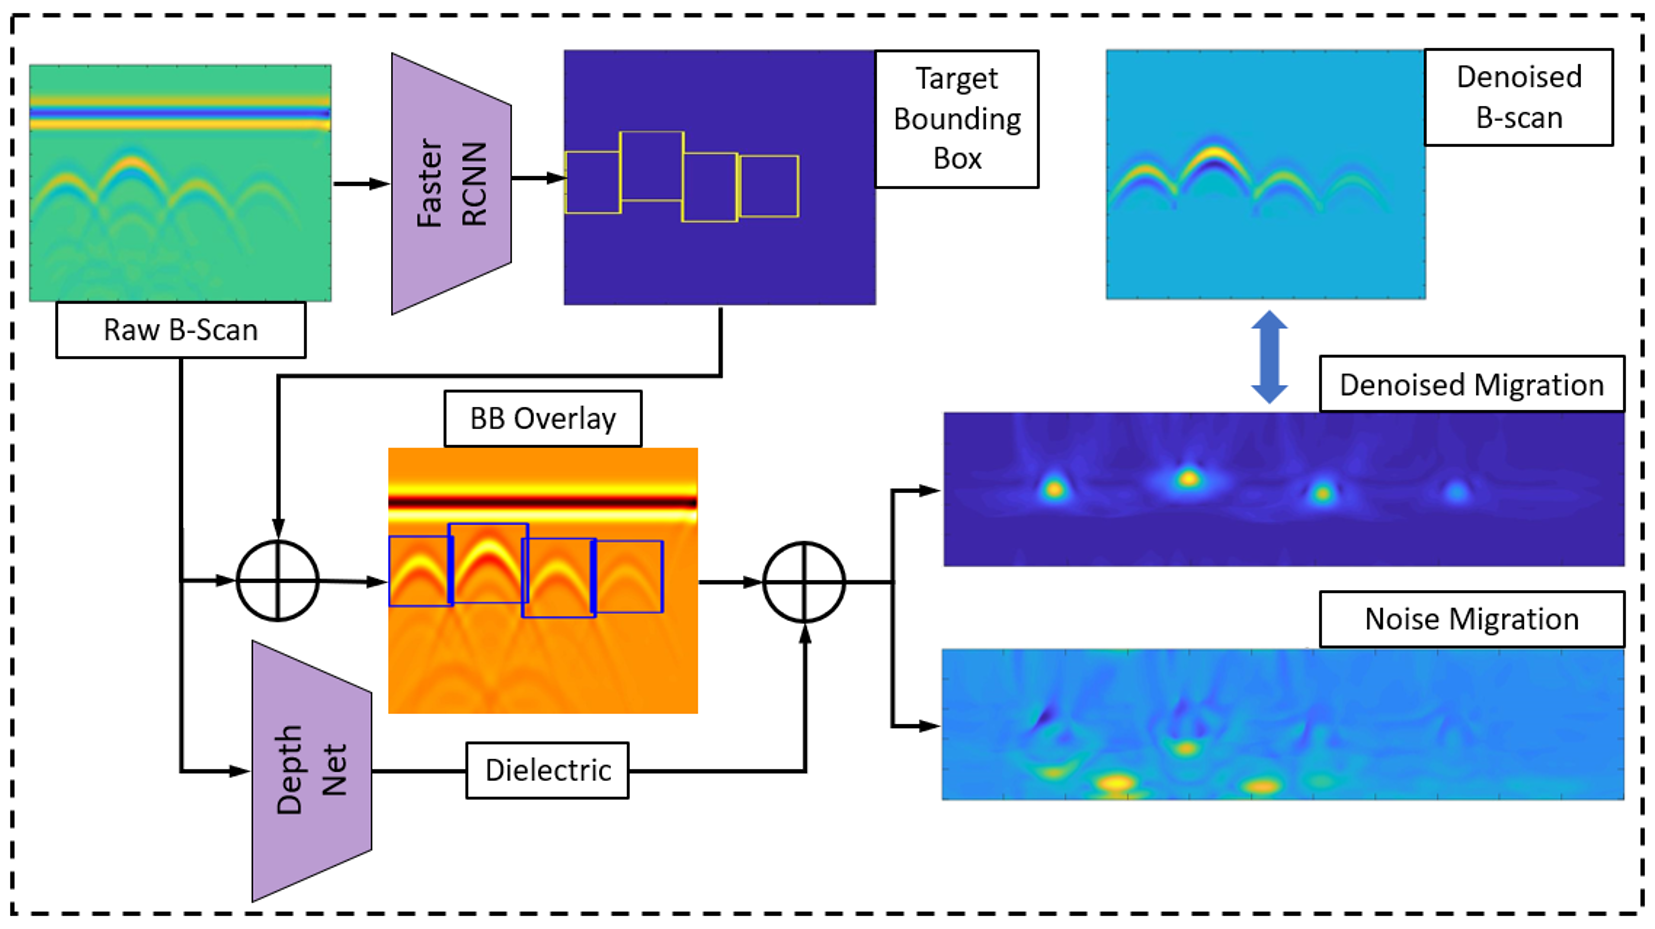 Raw B-Scan
Faster
RCNN
Target
Bounding
Box
Denoised
B-scan
BB Overlay
Denoised Migration
Noise Migration
Depth
Net
Dielectric